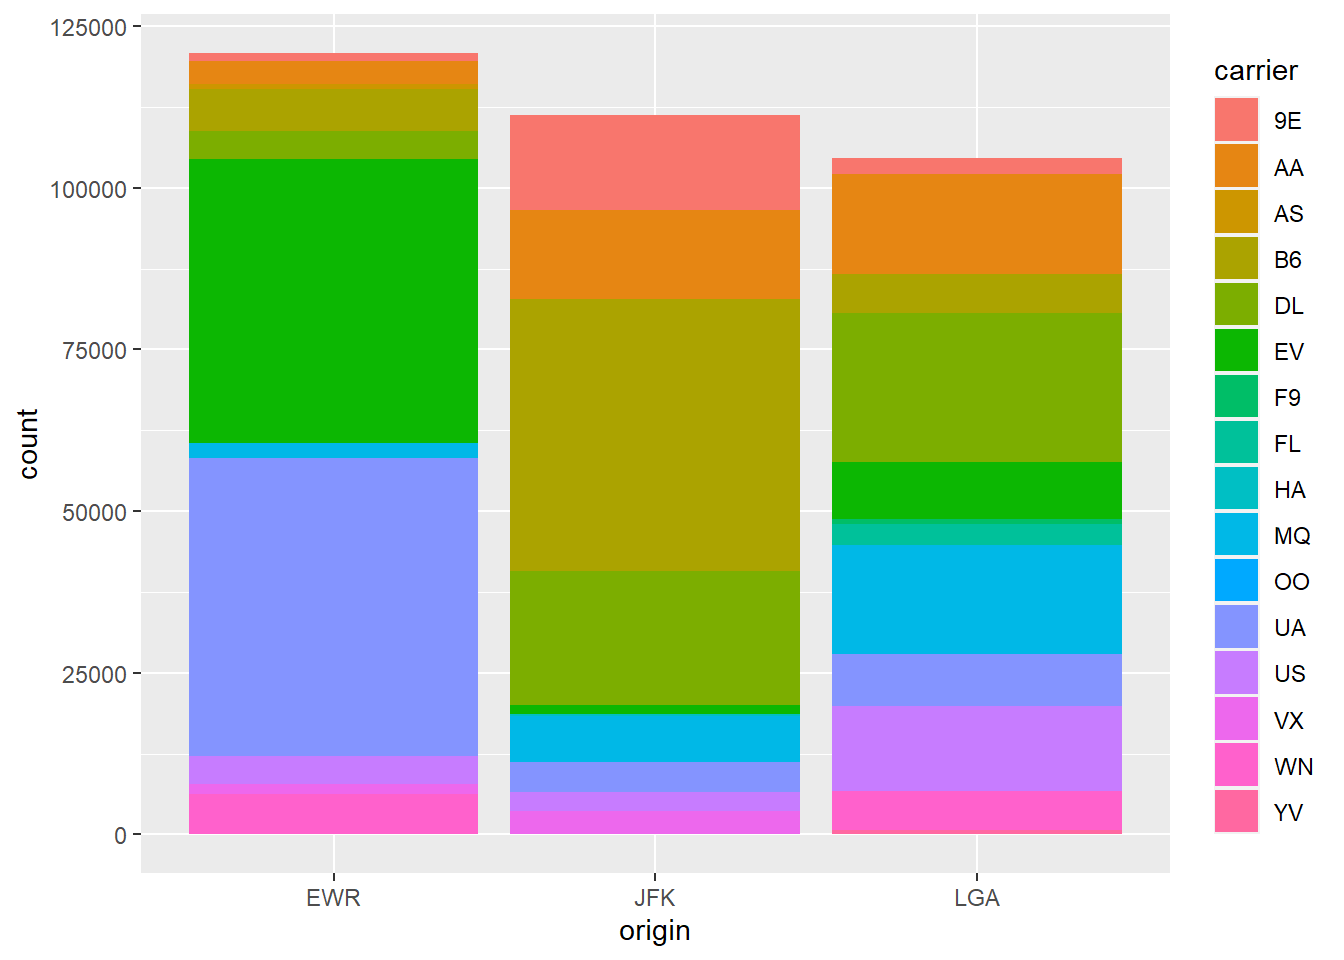 125000
100000
75000
50000
25000
0
count
EWR
JFK
LGA
origin
carrier
9E
AA
AS
B6
DL
EV
F9
FL
HA
MQ
OO
UA
US
VX
WN
YV